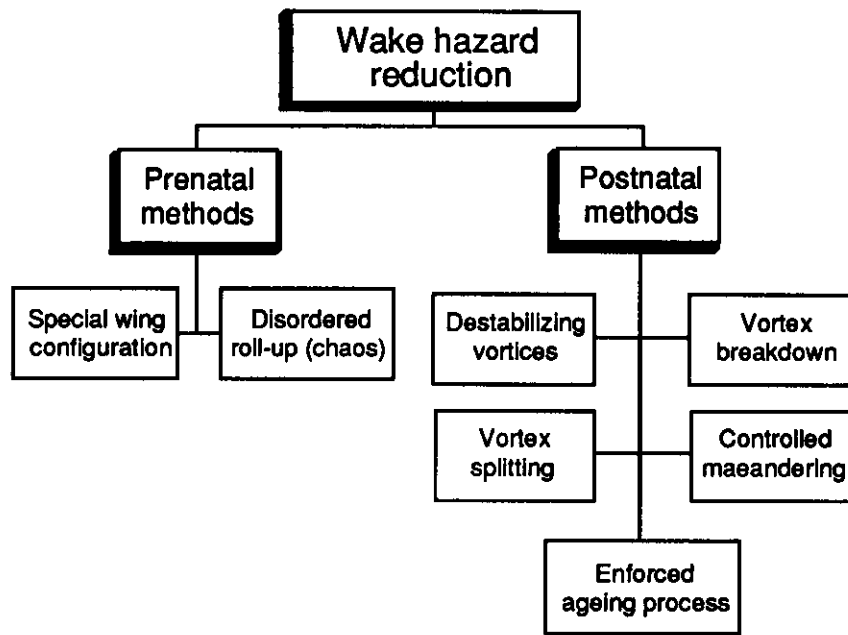 Wake hazard
reduction
Prenatal
methods
Postnatal
methods
Special wing
configuration
Disordered
roll-up (chaos)
Destabilizing
vortices
Vortex
breakdown
Vortex
splitting
Controlled
maeandering
Enforced
ageing process